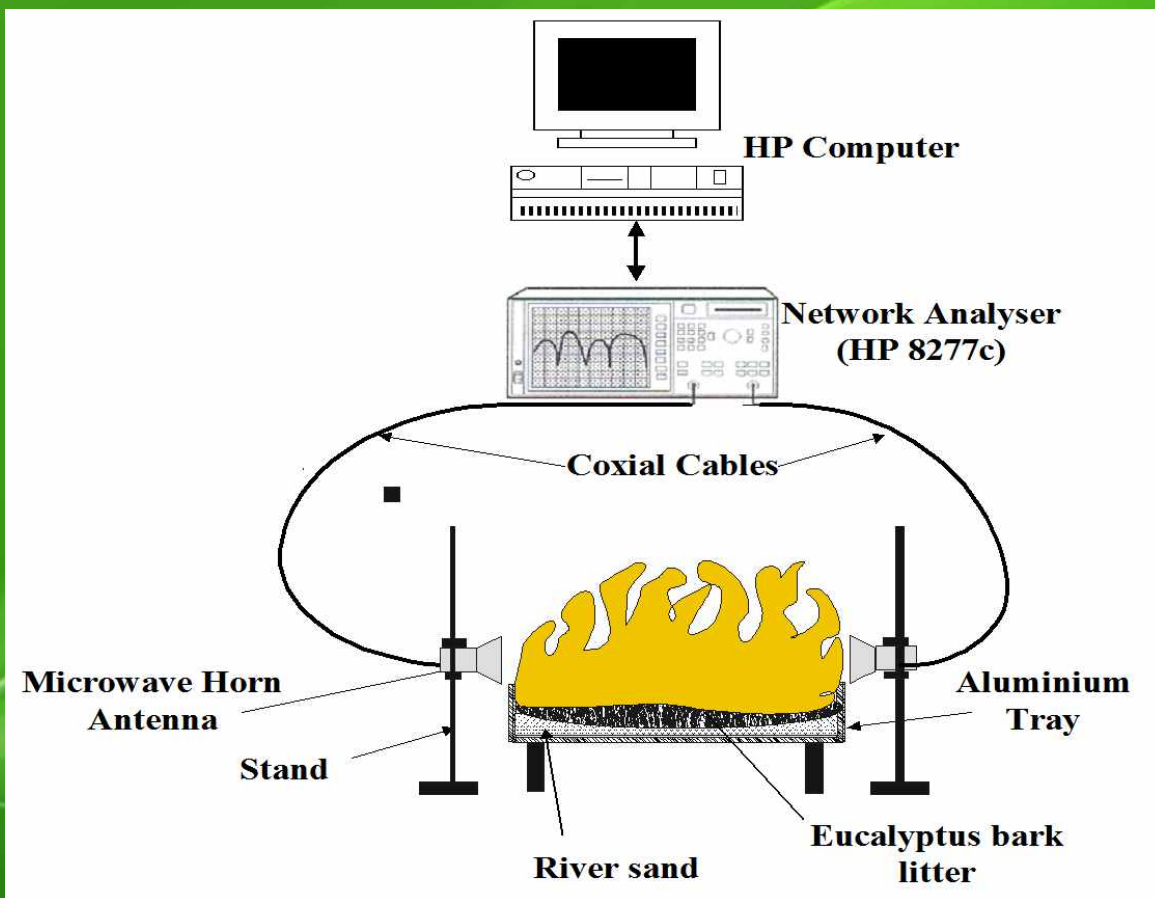 HP Computer
Network Analyser
(HP 8277c)
Coxial Cables
Microwave Horn
Antenna
Aluminium
Tray
Stand
Eucalyptus bark
litter
River sand